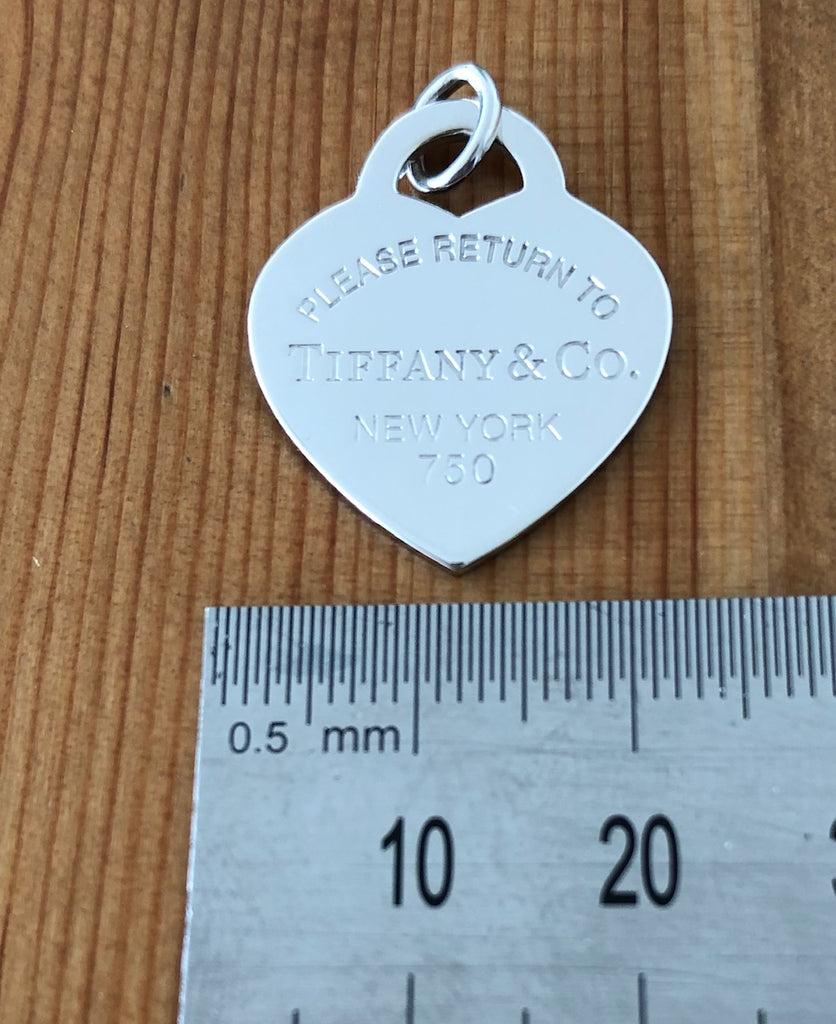 PLEASE RETURN TO
TIFFANY & CO.
NEW YORK
750
0.5 mm
10 20